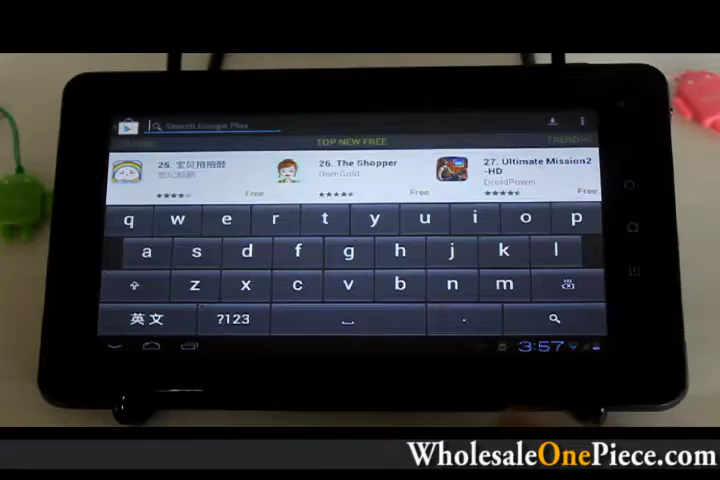 Search Google Play
TOP NEW FREE
25. 宝贝拍拍鼓
Free
26. The Shopper
DomGold
Free
27. Ultimate Mission2
-HD
DroidPower
Free
q w e r t y u i o p
a s d f g h j k l
z x c v b n m
英文 ?123 .
3:57
WholesaleOnePiece.com